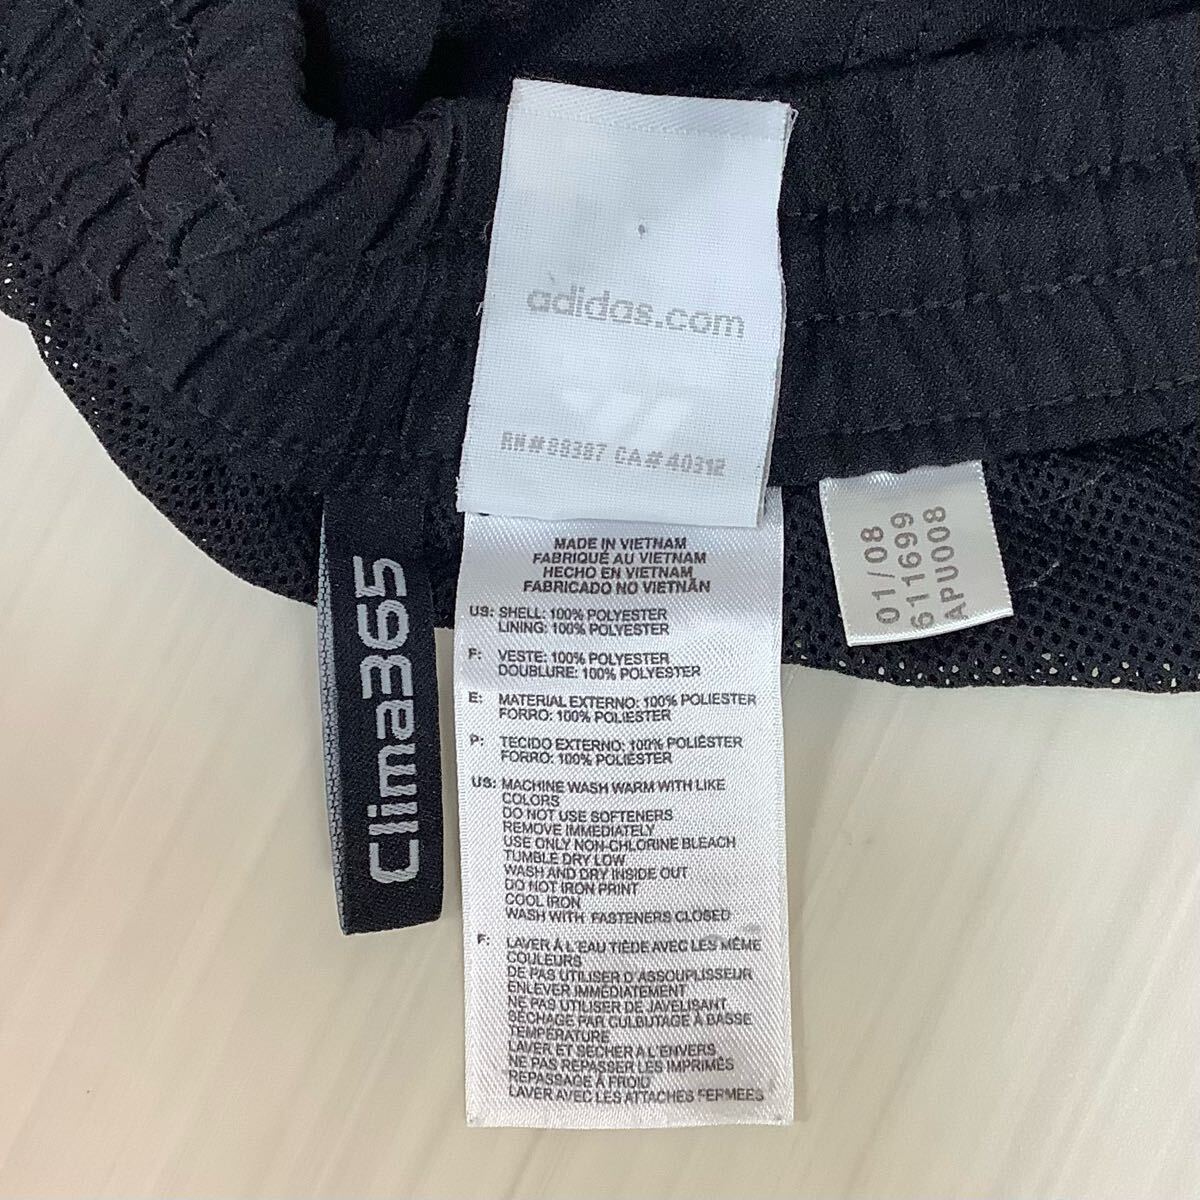 adidas.com
RN#88387 CA#40312
MADE IN VIETNAM
FABRIQUÉ AU VIETNAM
HECHO EN VIETNAM
FABRICADO NO VIETNÃN
US: SHELL: 100% POLYESTER
LINING: 100% POLYESTER
F: VESTE: 100% POLYESTER
DOUBLURE: 100% POLYESTER
E: MATERIAL EXTERNO: 100% POLIESTER
FORRO: 100% POLIESTER
P: TECIDO EXTERNO: 100% POLIÉSTER
FORRO: 100% POLIÉSTER
US: MACHINE WASH WARM WITH LIKE
COLORS
DO NOT USE SOFTENERS
REMOVE IMMEDIATELY
USE ONLY NON-CHLORINE BLEACH
TUMBLE DRY LOW
WASH AND DRY INSIDE OUT
DO NOT IRON PRINT
COOL IRON
WASH WITH FASTENERS CLOSED
F: LAVER À L'EAU TIÈDE AVEC LES MÊME
COULEURS
DE PAS UTILISER D'ASSOUPLISSEUR
ENLEVER IMMÉDIATEMENT
NE PAS UTILISER DE JAVELISANT
SÉCHAGE PAR CULBUTAGE À BASSE
TEMPÉRATURE
LAVER ET SÉCHER À L'ENVERS
NE PAS REPASSER LES IMPRIMÉS
REPASSAGE À FROID
LAVER AVEC LES ATTACHES FERMÉES
Clima365
01/08
611699
APU008